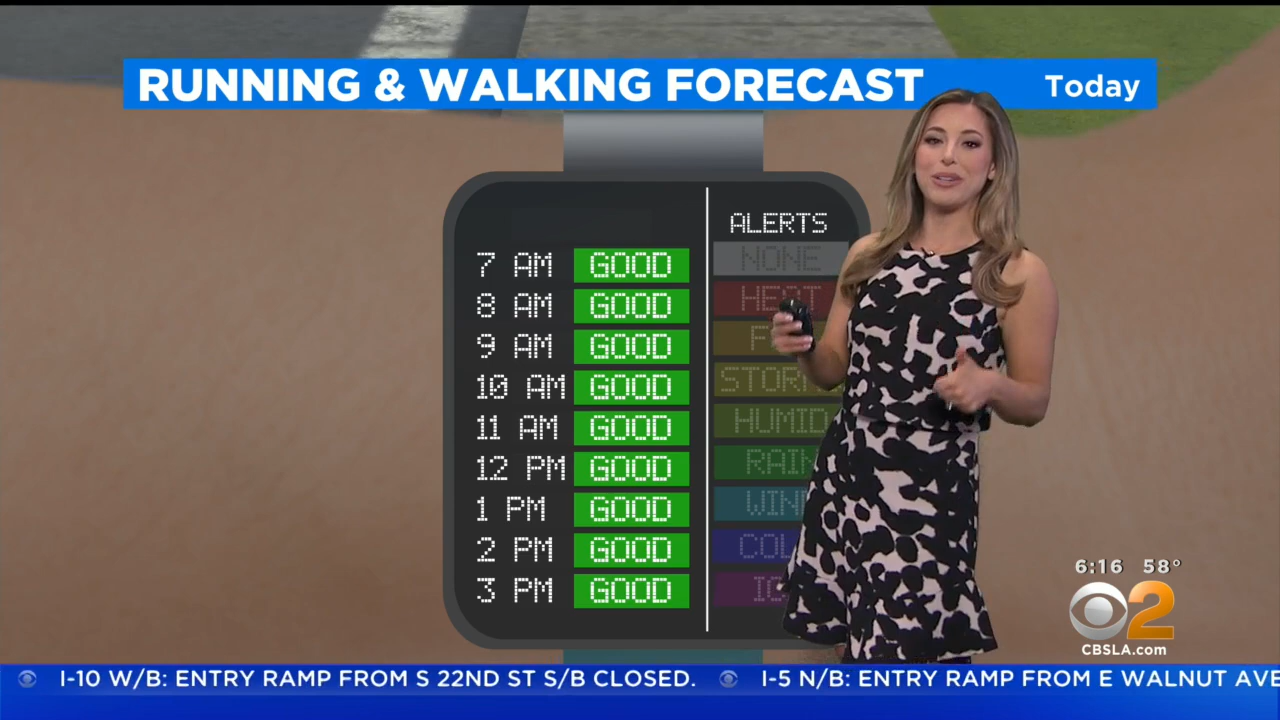 RUNNING & WALKING FORECAST Today
ALERTS
7 AM GOOD NONE
8 AM GOOD
9 AM GOOD
10 AM GOOD
11 AM GOOD
12 PM GOOD
1 PM GOOD
2 PM GOOD
3 PM GOOD
6:16 58°
2
CBSLA.com
I-10 W/B: ENTRY RAMP FROM S 22ND ST S/B CLOSED. I-5 N/B: ENTRY RAMP FROM E WALNUT AVE